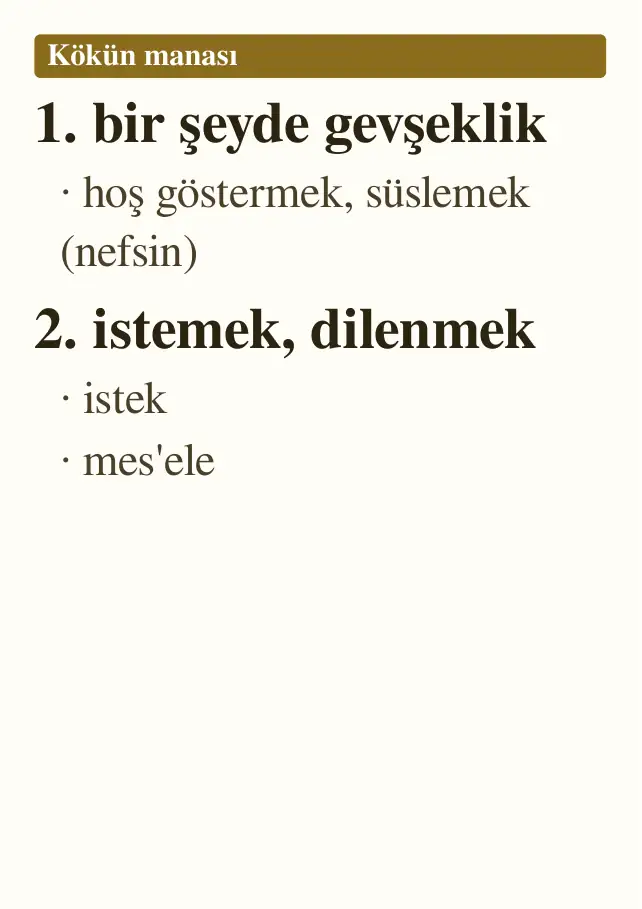 Kökün manası
1. bir şeyde gevşeklik
· hoş göstermek, süslemek
(nefsin)
2. istemek, dilenmek
· istek
· mes'ele